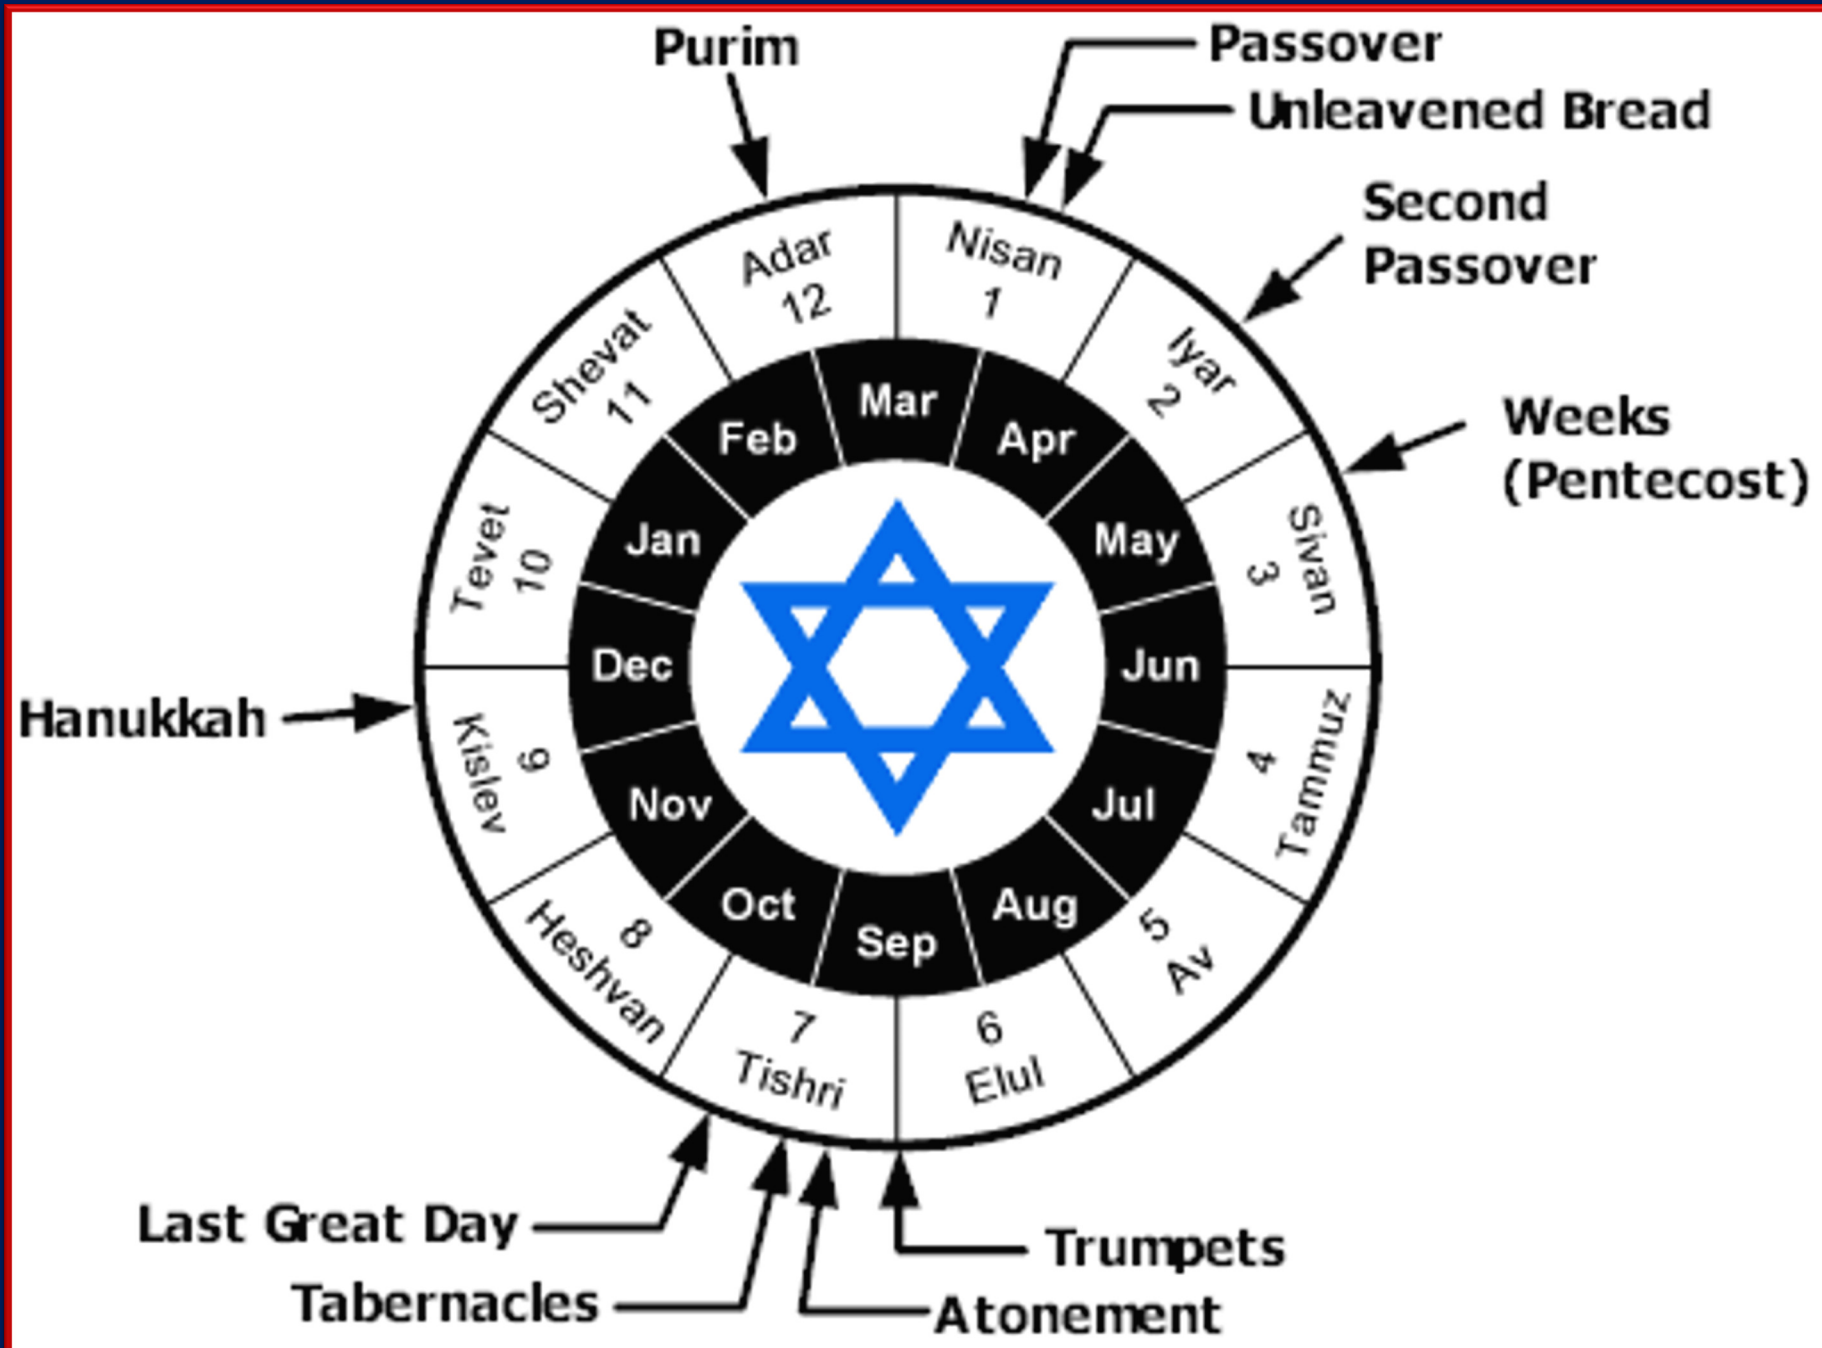 Purim
Passover
Unleavened Bread
Second
Passover
Weeks
(Pentecost)
Hanukkah
Last Great Day
Tabernacles
Trumpets
Atonement
Nisan
1
Iyar
2
Sivan
3
Tammuz
4
Av
5
Elul
6
Tishri
7
Heshvan
8
Kislev
9
Tevet
10
Shevat
11
Adar
12
Mar
Apr
May
Jun
Jul
Aug
Sep
Oct
Nov
Dec
Jan
Feb